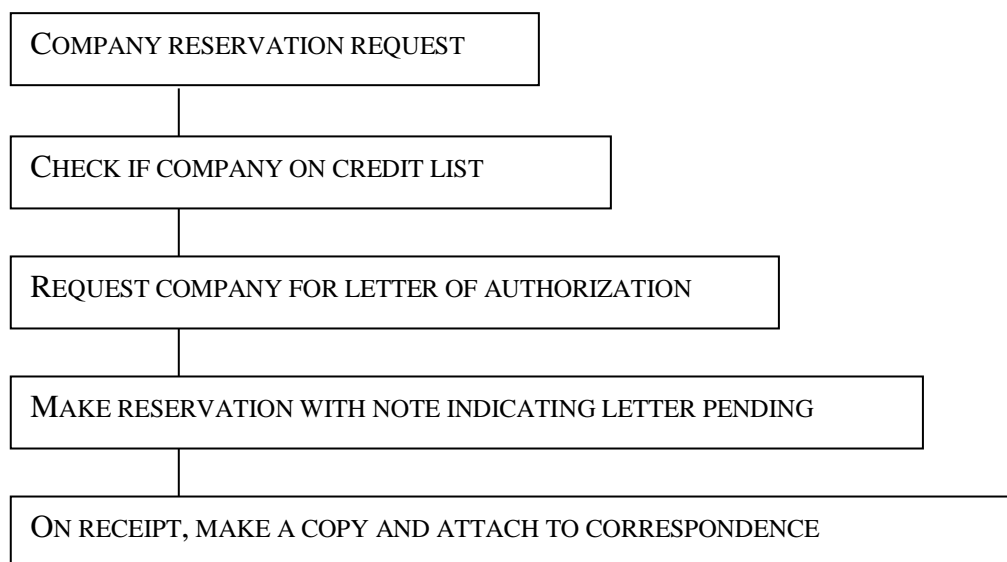 COMPANY RESERVATION REQUEST
CHECK IF COMPANY ON CREDIT LIST
REQUEST COMPANY FOR LETTER OF AUTHORIZATION
MAKE RESERVATION WITH NOTE INDICATING LETTER PENDING
ON RECEIPT, MAKE A COPY AND ATTACH TO CORRESPONDENCE